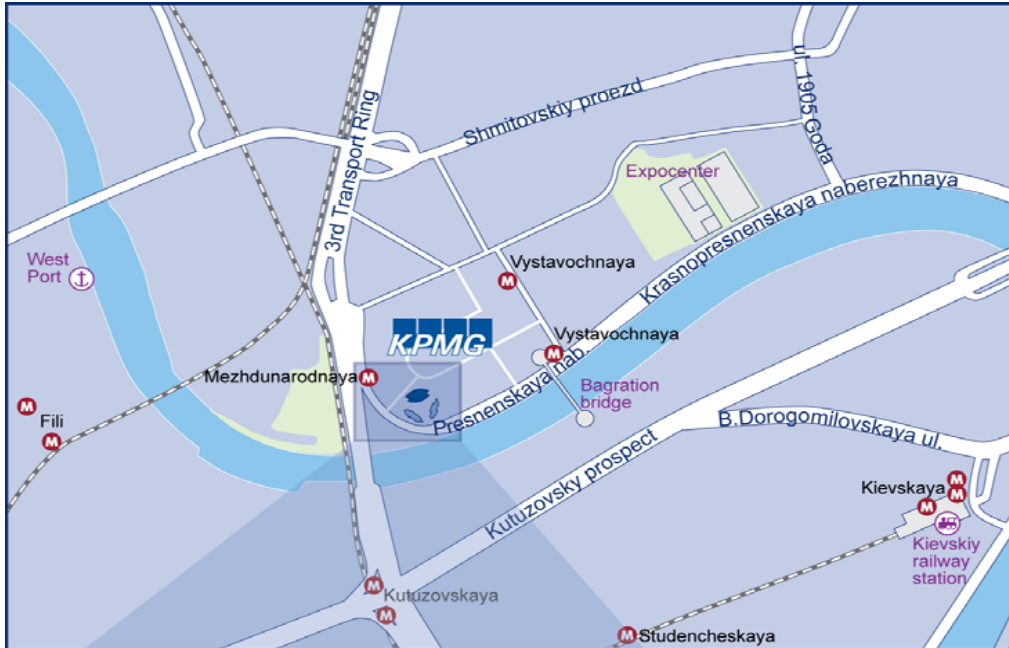 ul. 1905 Goda
3rd Transport Ring
Shmitovskiy proezd
Expocenter
Krasnopresnenskaya naberezhnaya
West
Port
Vystavochnaya
KPMG
Vystavochnaya
Mezhdunarodnaya
Presnenskaya nab.
Bagration
bridge
Fili
B.Dorogomilovskaya ul.
Kutuzovsky prospect
Kievskaya
Kievskiy
railway
station
Kutuzovskaya
Studencheskaya
M
M
M
M
M
M
M
M
M
M
M